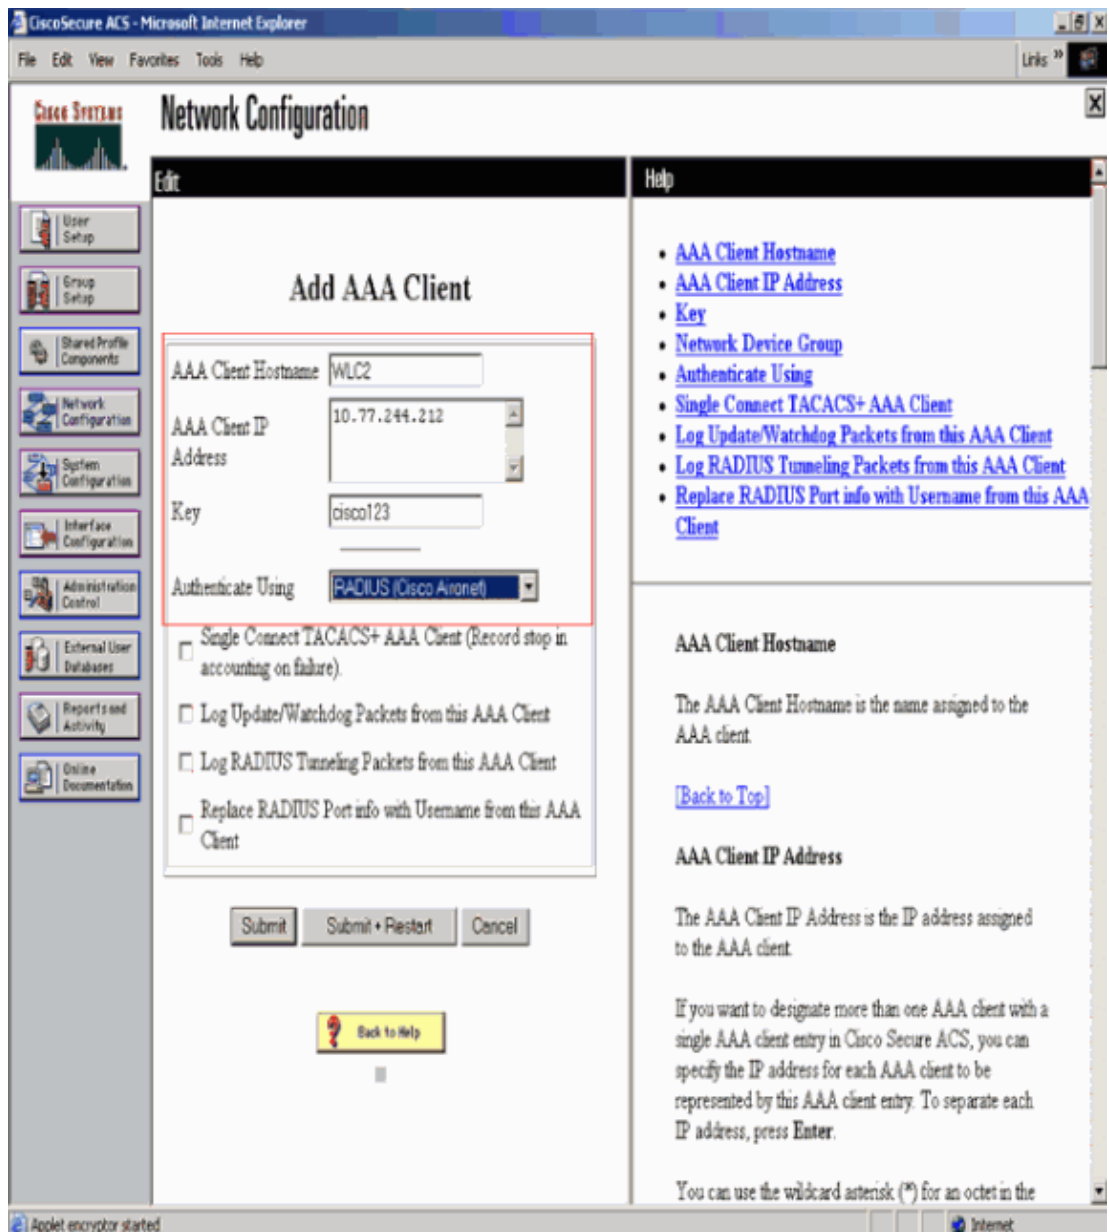 CiscoSecure ACS - Microsoft Internet Explorer
File Edit View Favorites Tools Help
Links »
CISCO SYSTEMS
Network Configuration
User
Setup
Group
Setup
Shared Profile
Components
Network
Configuration
System
Configuration
Interface
Configuration
Administration
Control
External User
Databases
Reports and
Activity
Online
Documentation
Edit
Add AAA Client
AAA Client Hostname WLC2
AAA Client IP
Address
10.77.244.212
Key cisco123
Authenticate Using RADIUS (Cisco Aironet)
Single Connect TACACS+ AAA Client (Record stop in
accounting on failure).
Log Update/Watchdog Packets from this AAA Client
Log RADIUS Tunneling Packets from this AAA Client
Replace RADIUS Port info with Username from this AAA
Client
Submit Submit + Restart Cancel
? Back to Help
Help
• AAA Client Hostname
• AAA Client IP Address
• Key
• Network Device Group
• Authenticate Using
• Single Connect TACACS+ AAA Client
• Log Update/Watchdog Packets from this AAA Client
• Log RADIUS Tunneling Packets from this AAA Client
• Replace RADIUS Port info with Username from this AAA
Client
AAA Client Hostname
The AAA Client Hostname is the name assigned to the
AAA client.
[Back to Top]
AAA Client IP Address
The AAA Client IP Address is the IP address assigned
to the AAA client.
If you want to designate more than one AAA client with a
single AAA client entry in Cisco Secure ACS, you can
specify the IP address for each AAA client to be
represented by this AAA client entry. To separate each
IP address, press Enter.
You can use the wildcard asterisk (*) for an octet in the
Applet encryptor started
Internet